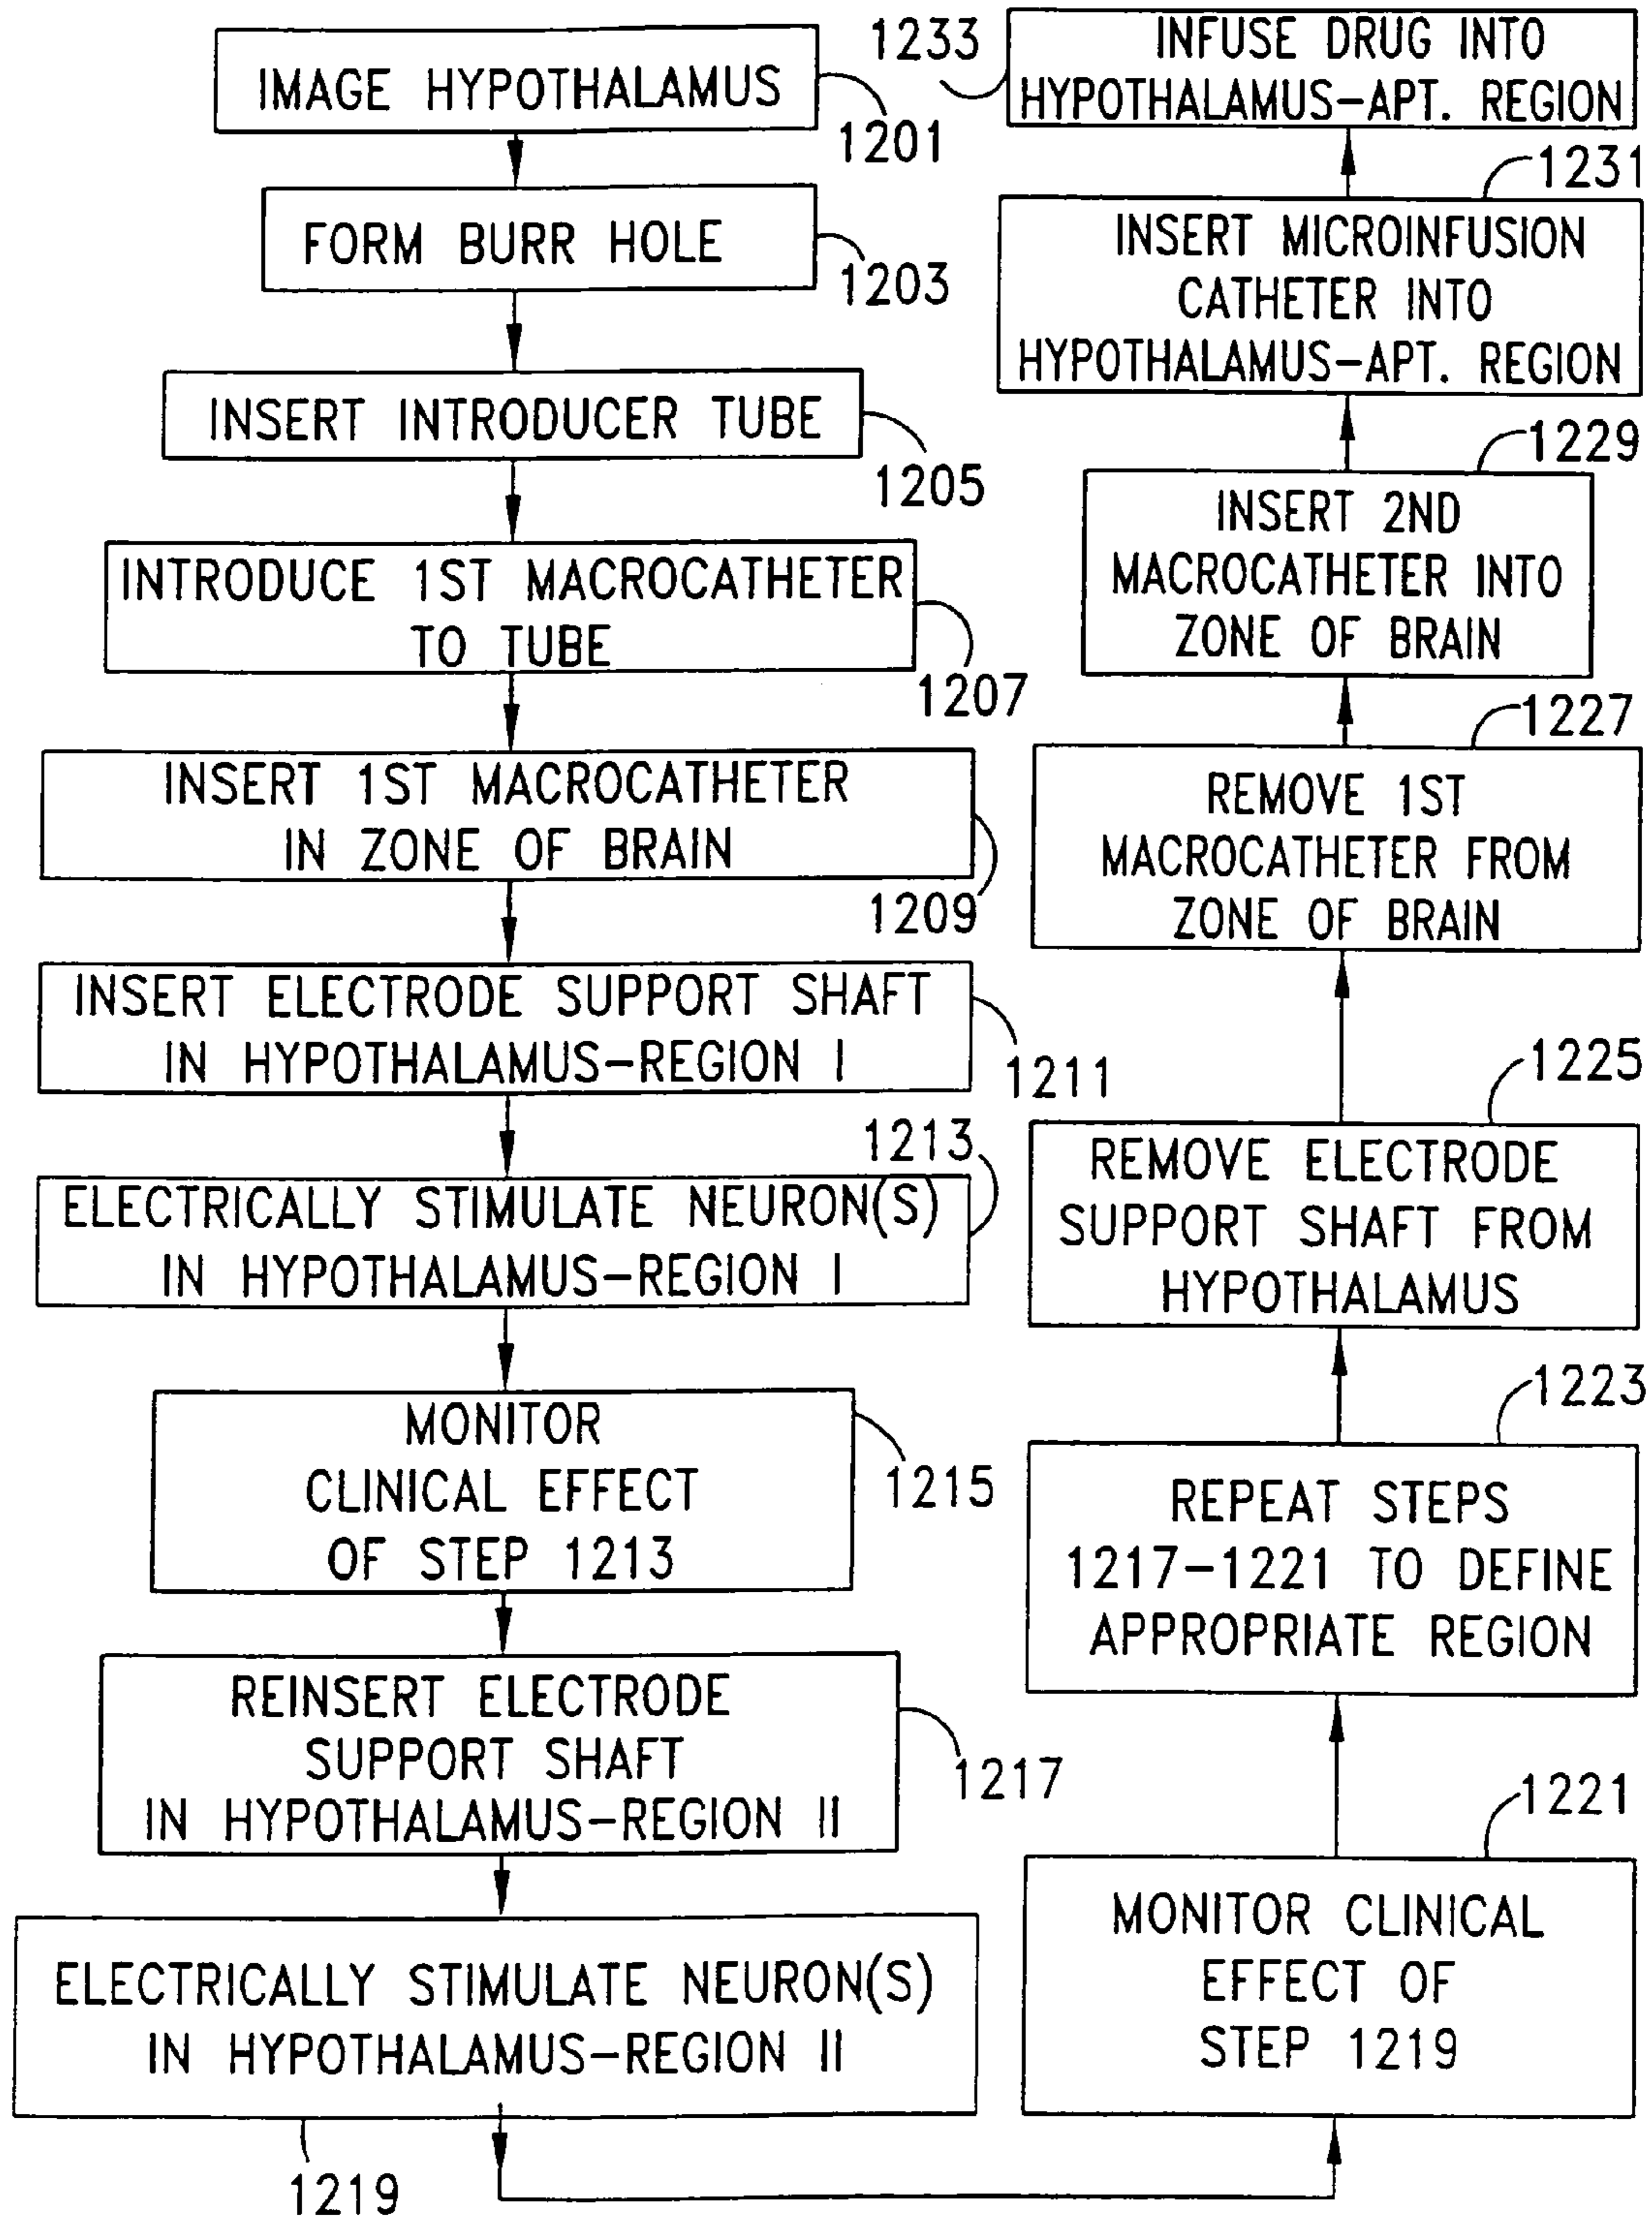 IMAGE HYPOTHALAMUS
1201
FORM BURR HOLE
1203
INSERT INTRODUCER TUBE
1205
INTRODUCE 1ST MACROCATHETER
TO TUBE
1207
INSERT 1ST MACROCATHETER
IN ZONE OF BRAIN
1209
INSERT ELECTRODE SUPPORT SHAFT
IN HYPOTHALAMUS-REGION I
1211
1213
ELECTRICALLY STIMULATE NEURON(S)
IN HYPOTHALAMUS-REGION I
MONITOR
CLINICAL EFFECT
OF STEP 1213
1215
REINSERT ELECTRODE
SUPPORT SHAFT
IN HYPOTHALAMUS-REGION II
1217
ELECTRICALLY STIMULATE NEURON(S)
IN HYPOTHALAMUS-REGION II
1219
1221
MONITOR CLINICAL
EFFECT OF
STEP 1219
1223
REPEAT STEPS
1217-1221 TO DEFINE
APPROPRIATE REGION
1225
REMOVE ELECTRODE
SUPPORT SHAFT FROM
HYPOTHALAMUS
1227
REMOVE 1ST
MACROCATHETER FROM
ZONE OF BRAIN
1229
INSERT 2ND
MACROCATHETER INTO
ZONE OF BRAIN
1231
INSERT MICROINFUSION
CATHETER INTO
HYPOTHALAMUS-APT. REGION
1233
INFUSE DRUG INTO
HYPOTHALAMUS-APT. REGION